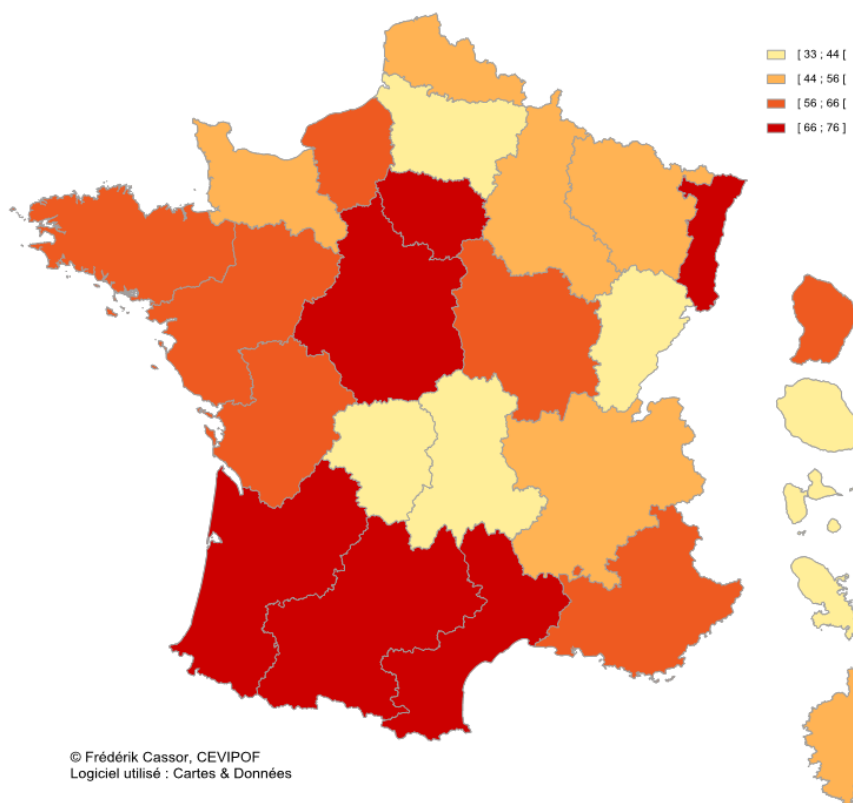 [ 33 ; 44 [
[ 44 ; 56 [
[ 56 ; 66 [
[ 66 ; 76 ]
© Frédérik Cassor, CEVIPOF
Logiciel utilisé : Cartes & Données